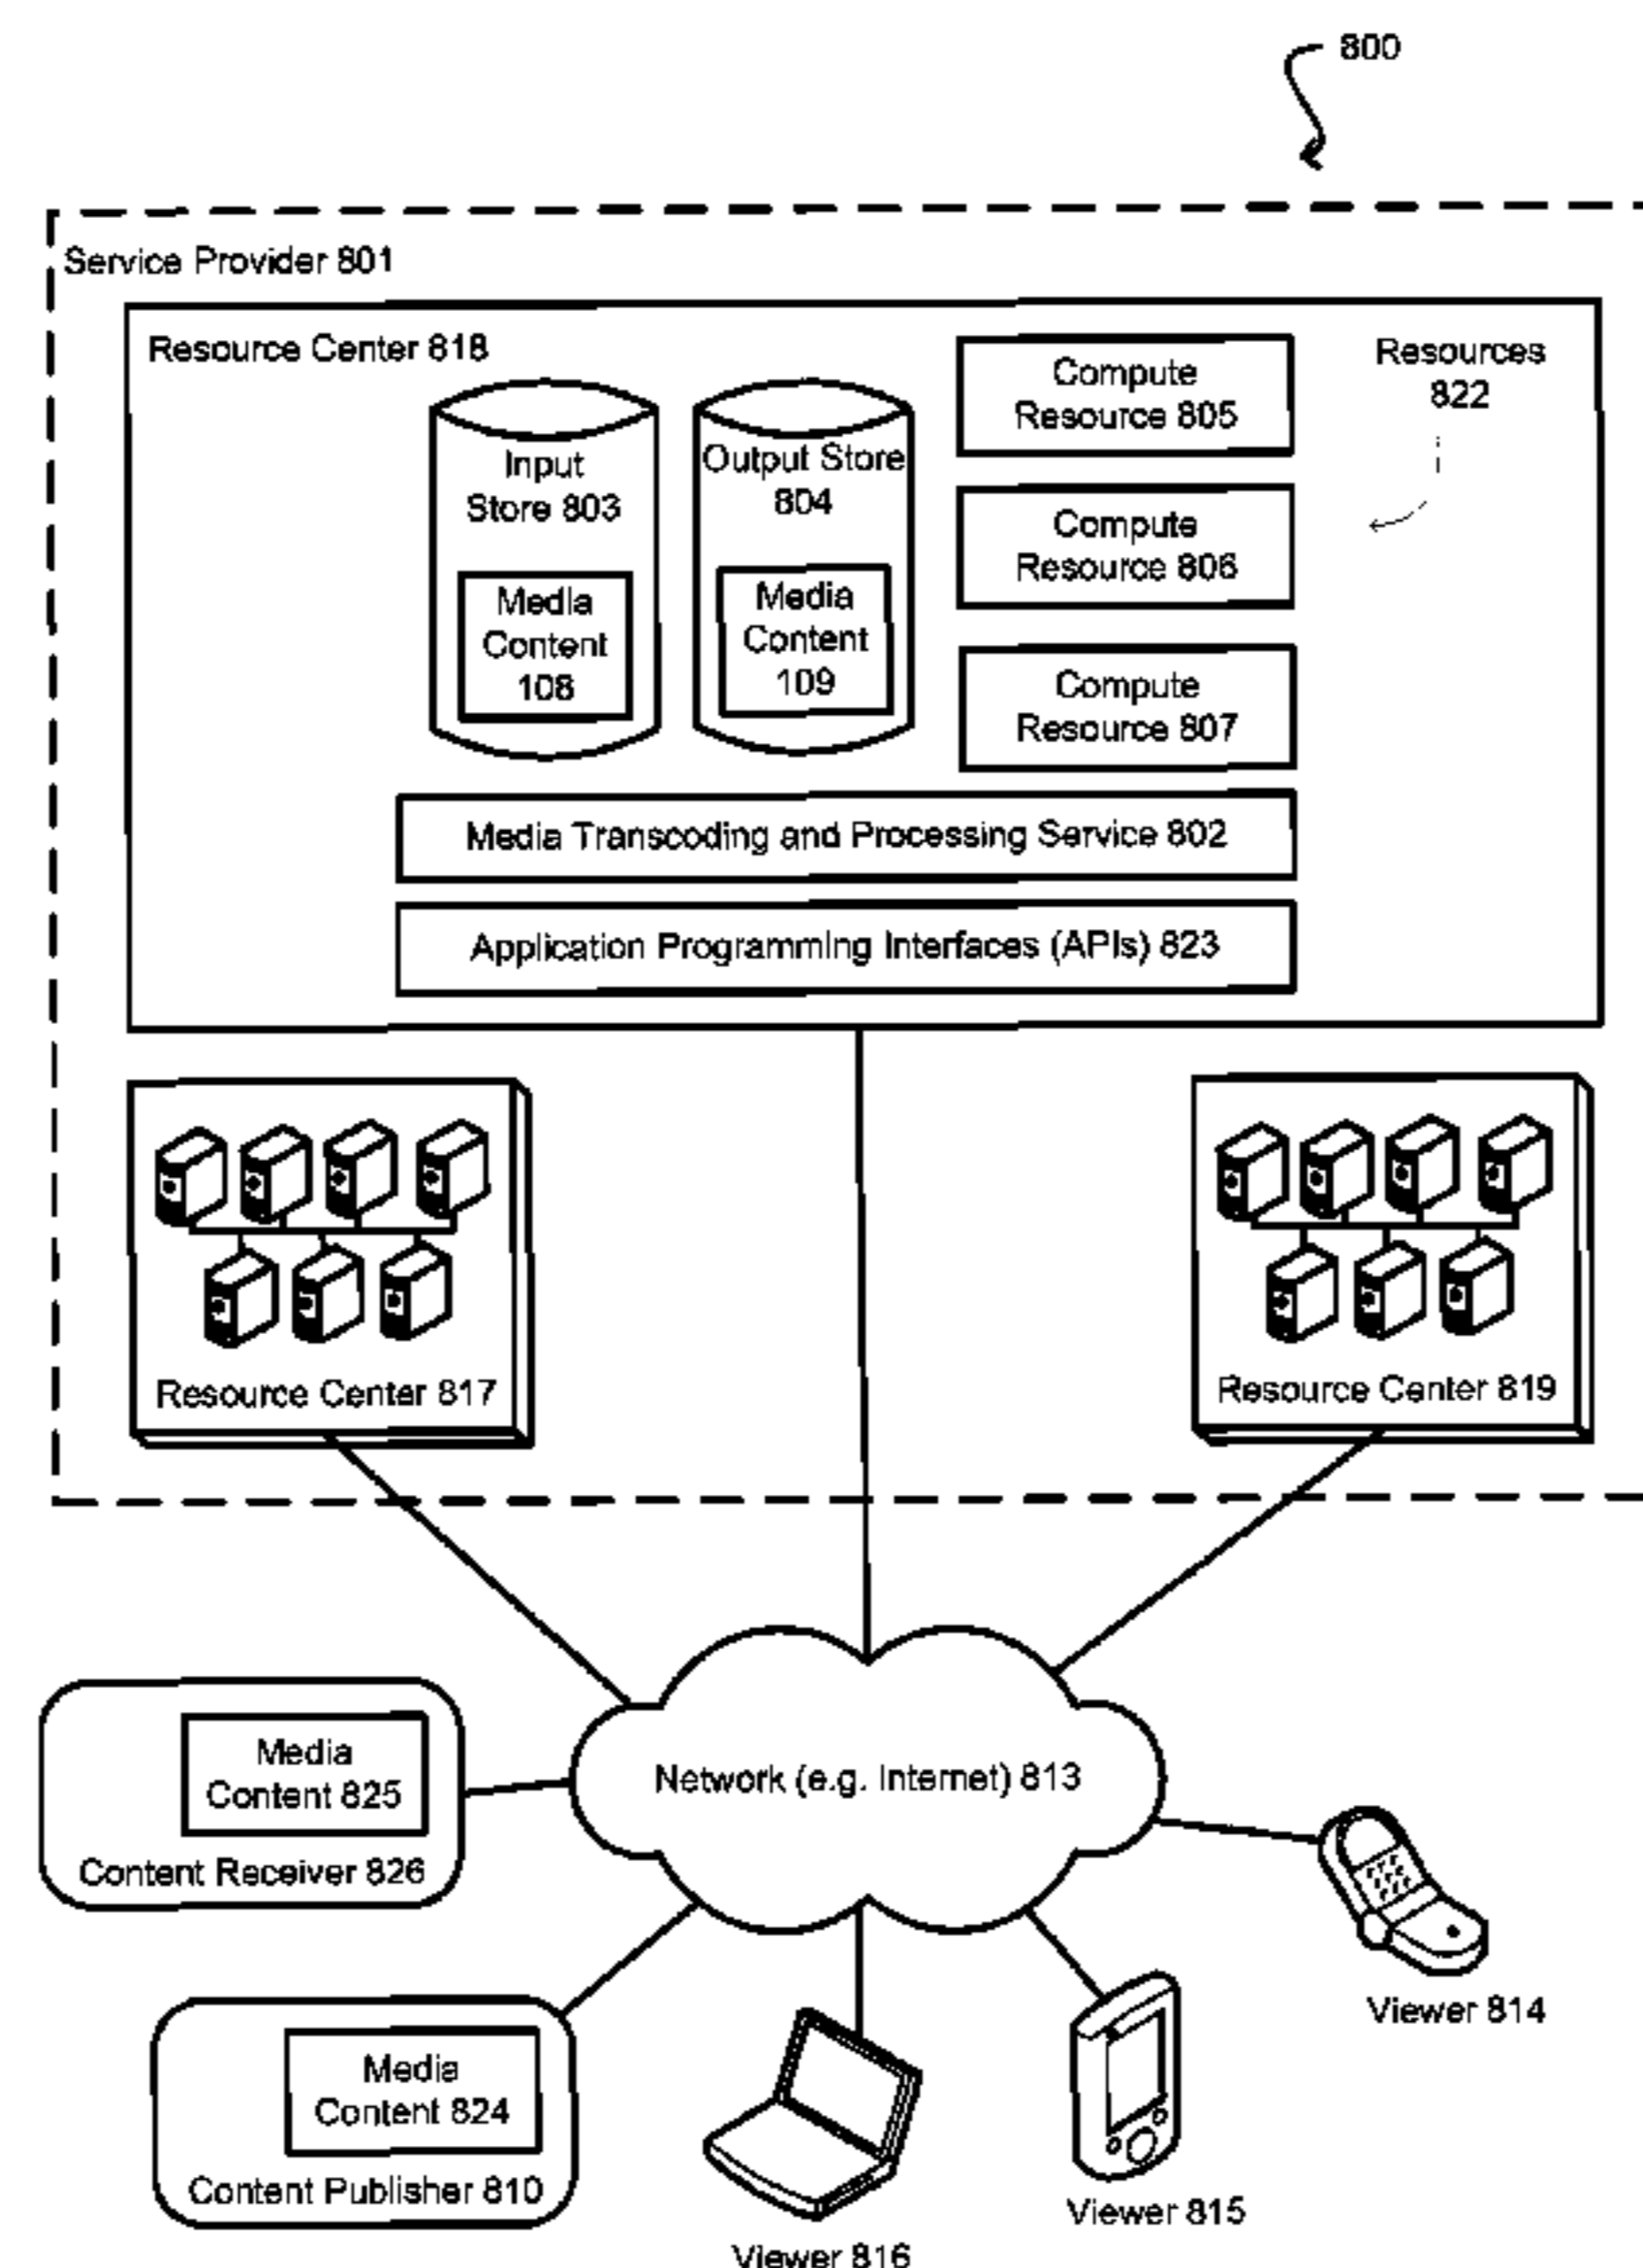 800
Service Provider 801
Resource Center 818
Input
Store 803
Media
Content
108
Output Store
804
Media
Content
109
Compute
Resource 805
Compute
Resource 806
Compute
Resource 807
Resources
822
Media Transcoding and Processing Service 802
Application Programming Interfaces (APIs) 823
Resource Center 817
Resource Center 819
Network (e.g. Internet) 813
Media
Content 825
Content Receiver 826
Media
Content 824
Content Publisher 810
Viewer 814
Viewer 815
Viewer 816